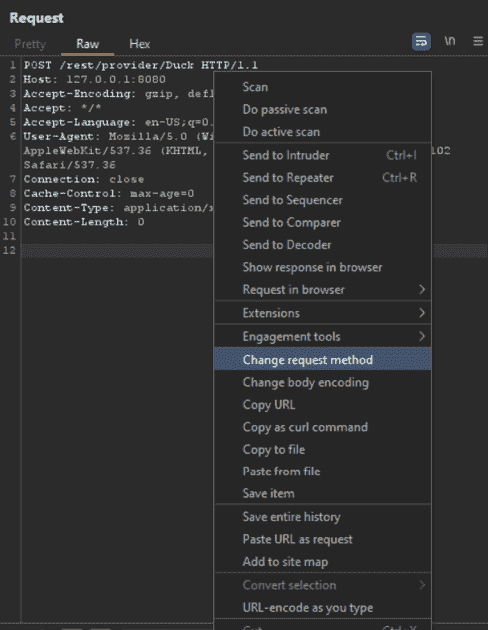 Request
Pretty Raw Hex
\n
1 POST /rest/provider/Duck HTTP/1.1
2 Host: 127.0.0.1:8080
3 Accept-Encoding: gzip, defl
4 Accept: */*
5 Accept-Language: en-US;q=0.
6 User-Agent: Mozilla/5.0 (Wi
AppleWebKit/537.36 (KHTML, 102
Safari/537.36
7 Connection: close
8 Cache-Control: max-age=0
9 Content-Type: application/x
10 Content-Length: 0
11
12
Scan
Do passive scan
Do active scan
Send to Intruder Ctrl+I
Send to Repeater Ctrl+R
Send to Sequencer
Send to Comparer
Send to Decoder
Show response in browser
Request in browser
Extensions
Engagement tools
Change request method
Change body encoding
Copy URL
Copy as curl command
Copy to file
Paste from file
Save item
Save entire history
Paste URL as request
Add to site map
Convert selection
URL-encode as you type